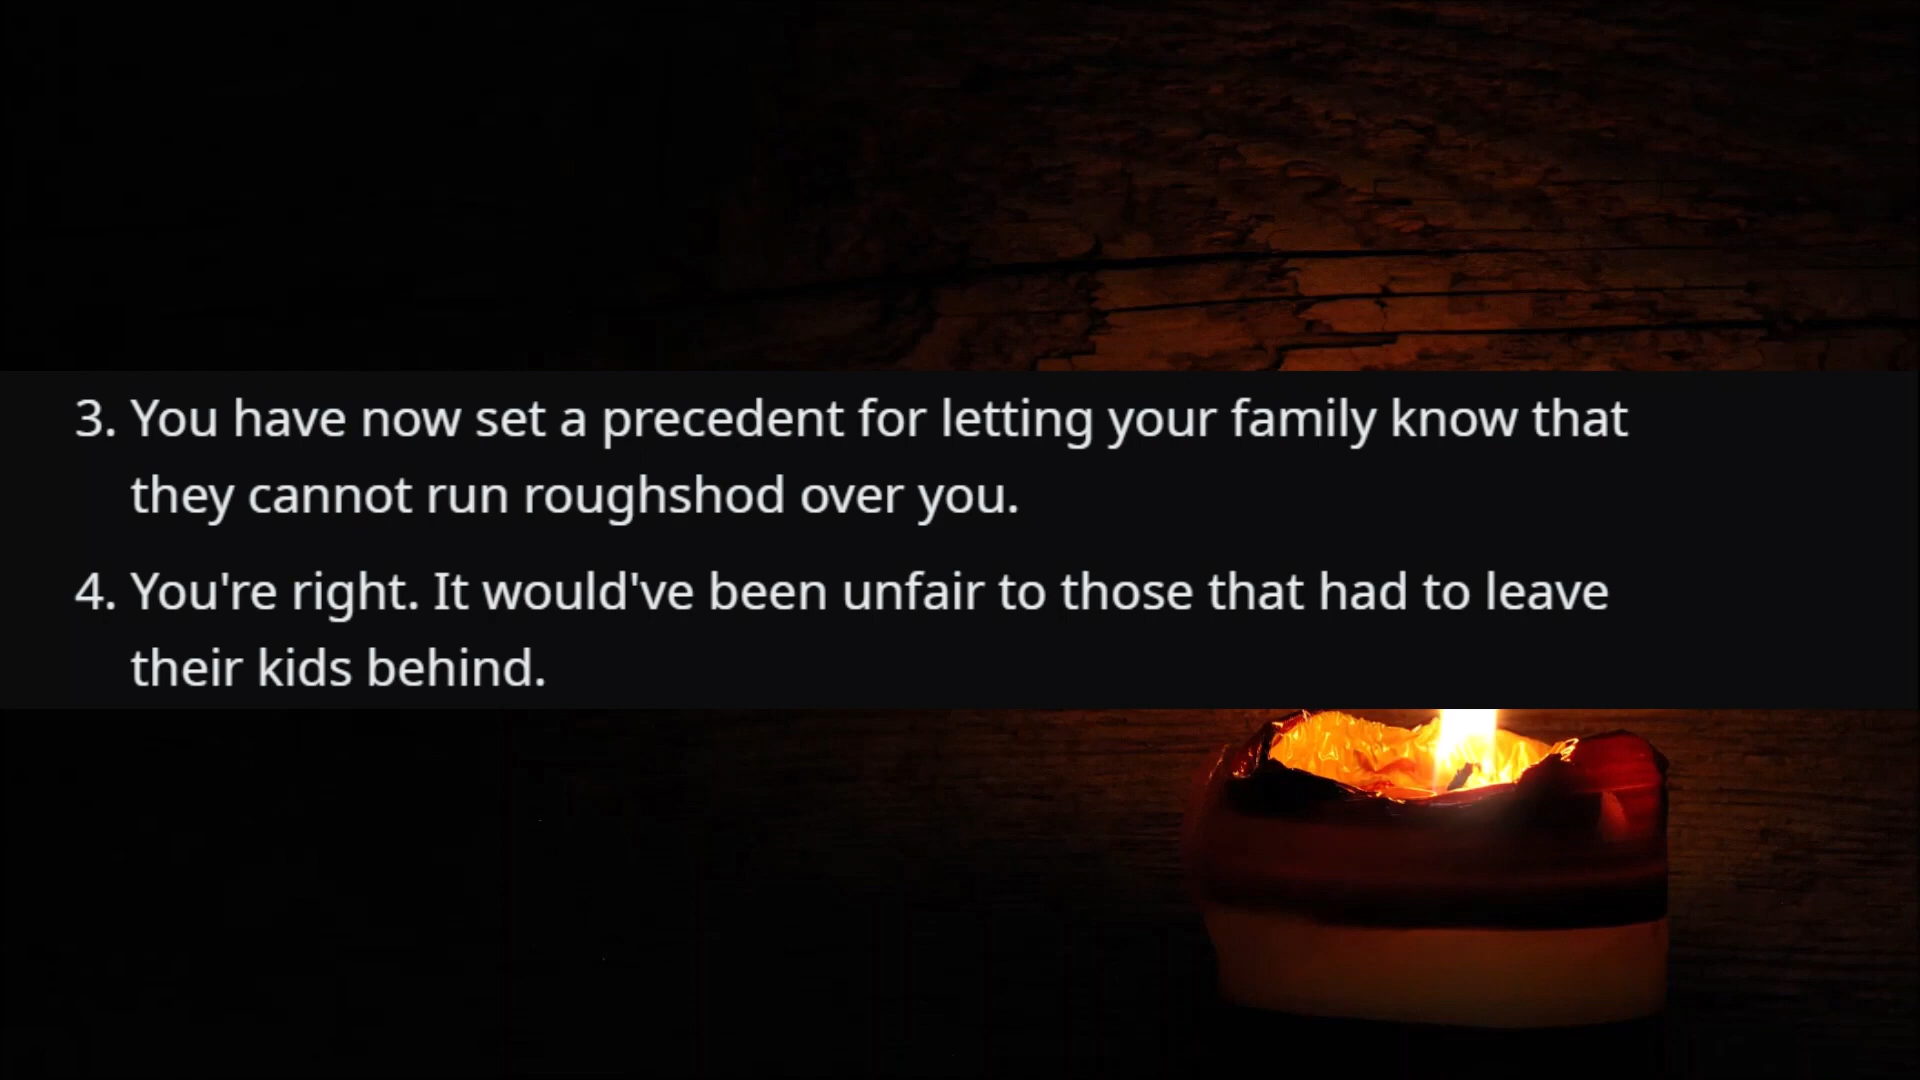 3. You have now set a precedent for letting your family know that
they cannot run roughshod over you.
4. You're right. It would've been unfair to those that had to leave
their kids behind.